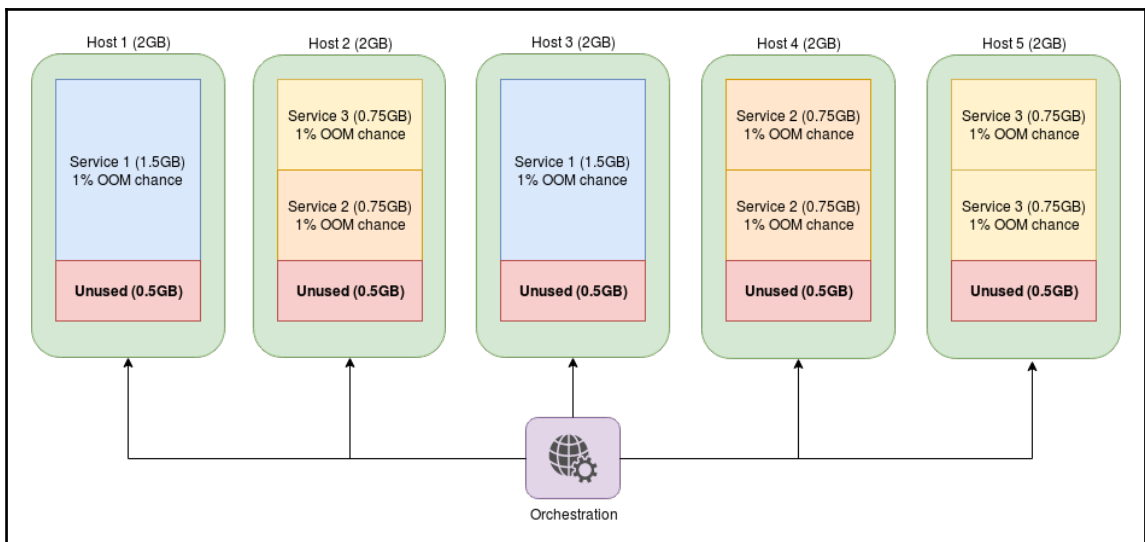 Host 1 (2GB)
Host 2 (2GB)
Host 3 (2GB)
Host 4 (2GB)
Host 5 (2GB)
Service 1 (1.5GB)
1% OOM chance
Unused (0.5GB)
Service 3 (0.75GB)
1% OOM chance
Service 2 (0.75GB)
1% OOM chance
Unused (0.5GB)
Service 1 (1.5GB)
1% OOM chance
Unused (0.5GB)
Service 2 (0.75GB)
1% OOM chance
Service 2 (0.75GB)
1% OOM chance
Unused (0.5GB)
Service 3 (0.75GB)
1% OOM chance
Service 3 (0.75GB)
1% OOM chance
Unused (0.5GB)
Orchestration